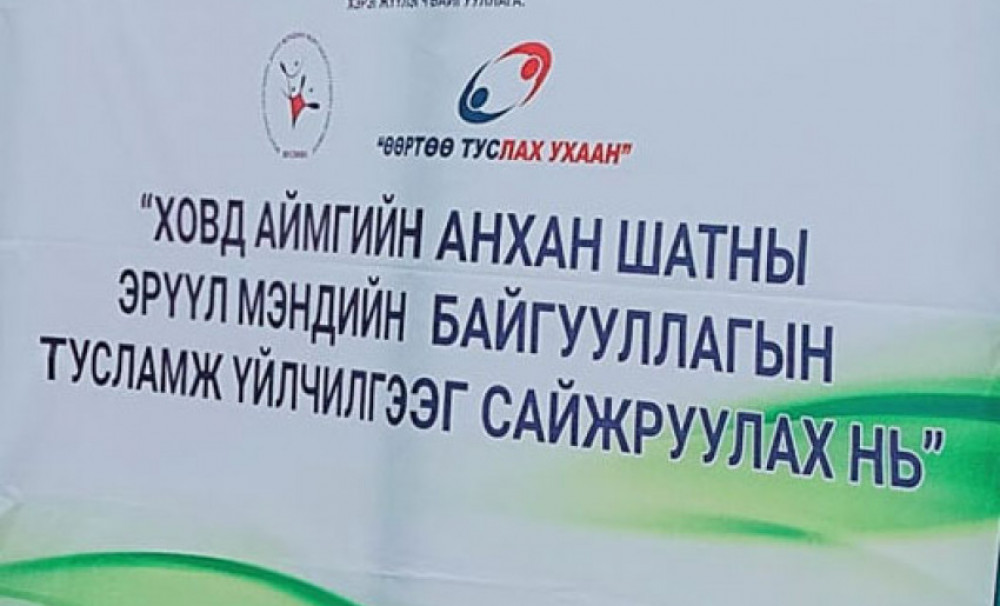 "ӨӨРТӨӨ ТУСЛАХ УХААН"
“ХОВД АЙМГИЙН АНХАН ШАТНЫ
ЭРҮҮЛ МЭНДИЙН БАЙГУУЛЛАГЫН
ТУСЛАМЖ ҮЙЛЧИЛГЭЭГ САЙЖРУУЛАХ НЬ”